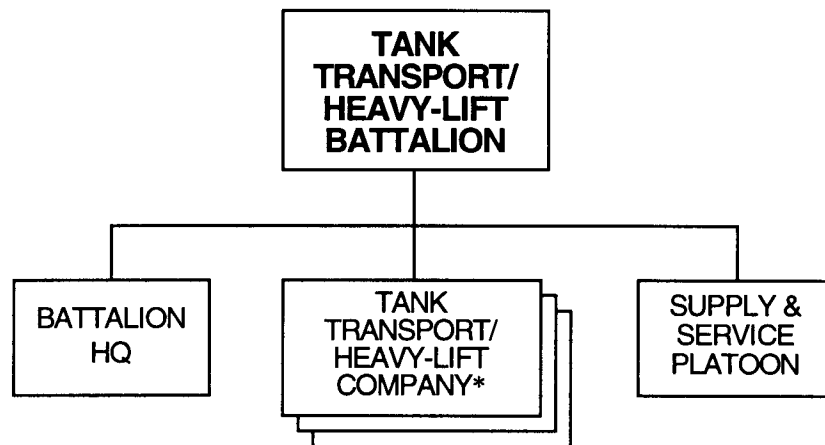 TANK
TRANSPORT/
HEAVY-LIFT
BATTALION
BATTALION
HQ
TANK
TRANSPORT/
HEAVY-LIFT
COMPANY*
SUPPLY &
SERVICE
PLATOON